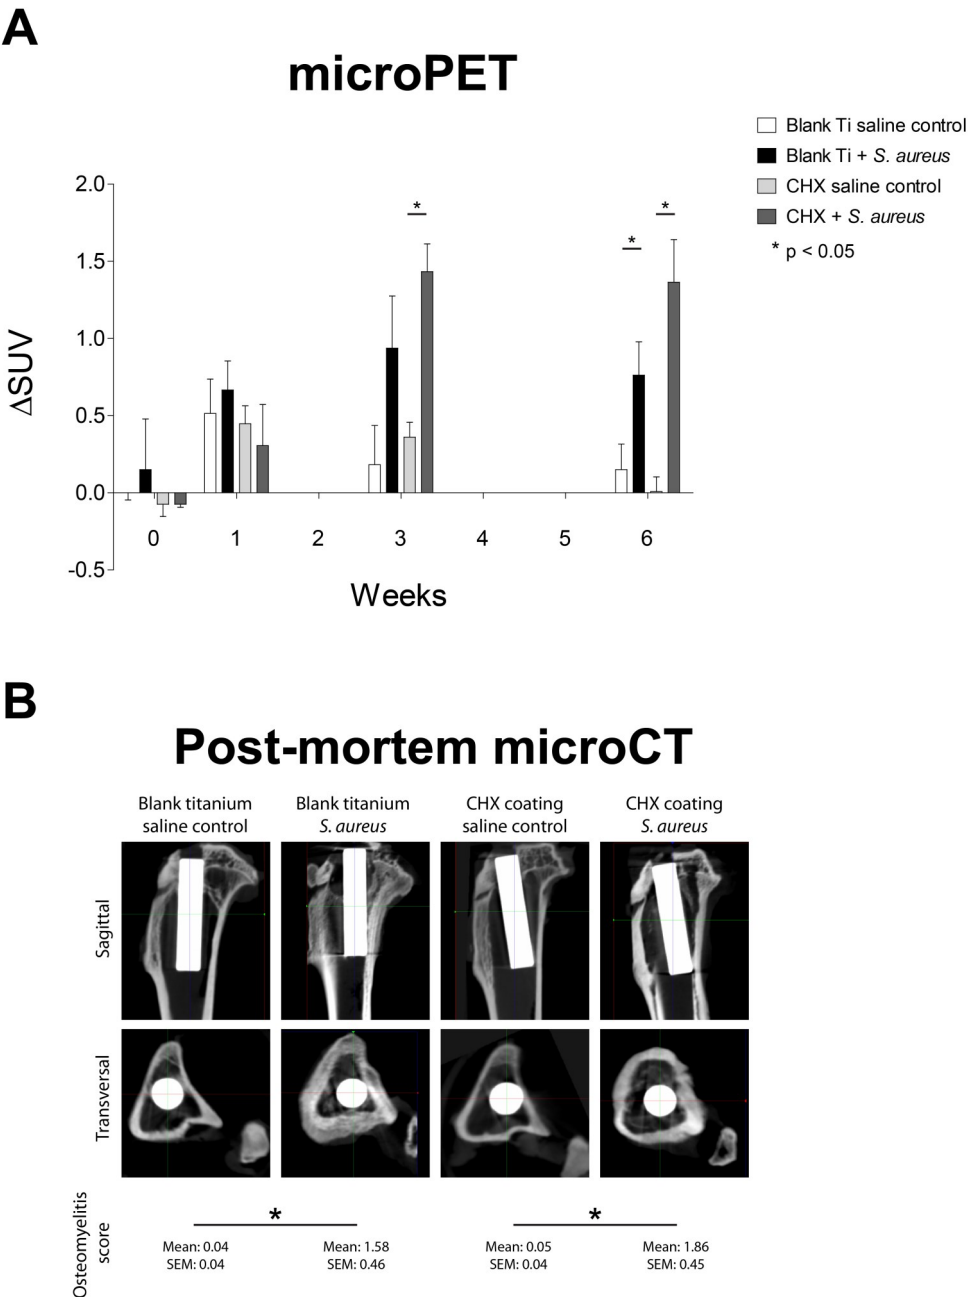 A
microPET
Blank Ti saline control
Blank Ti + S. aureus
CHX saline control
CHX + S. aureus
* p < 0.05
2.0
1.5
1.0
0.5
0.0
-0.5
ΔSUV
*
*
*
0 1 2 3 4 5 6
Weeks
B
Post-mortem microCT
Blank titanium saline control
Blank titanium S. aureus
CHX coating saline control
CHX coating S. aureus
Sagittal
Transversal
Osteomyelitis score
*
*
Mean: 0.04
SEM: 0.04
Mean: 1.58
SEM: 0.46
Mean: 0.05
SEM: 0.04
Mean: 1.86
SEM: 0.45